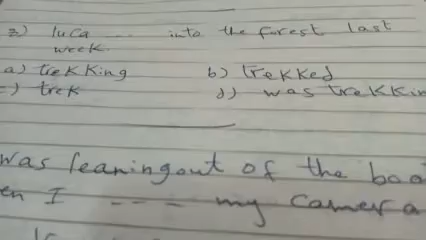 2) luca ---- into the forest last
week.
a) trekking b) trekked
c) trek d) was trekkin
was leaning out of the boa
en I ---- my camera